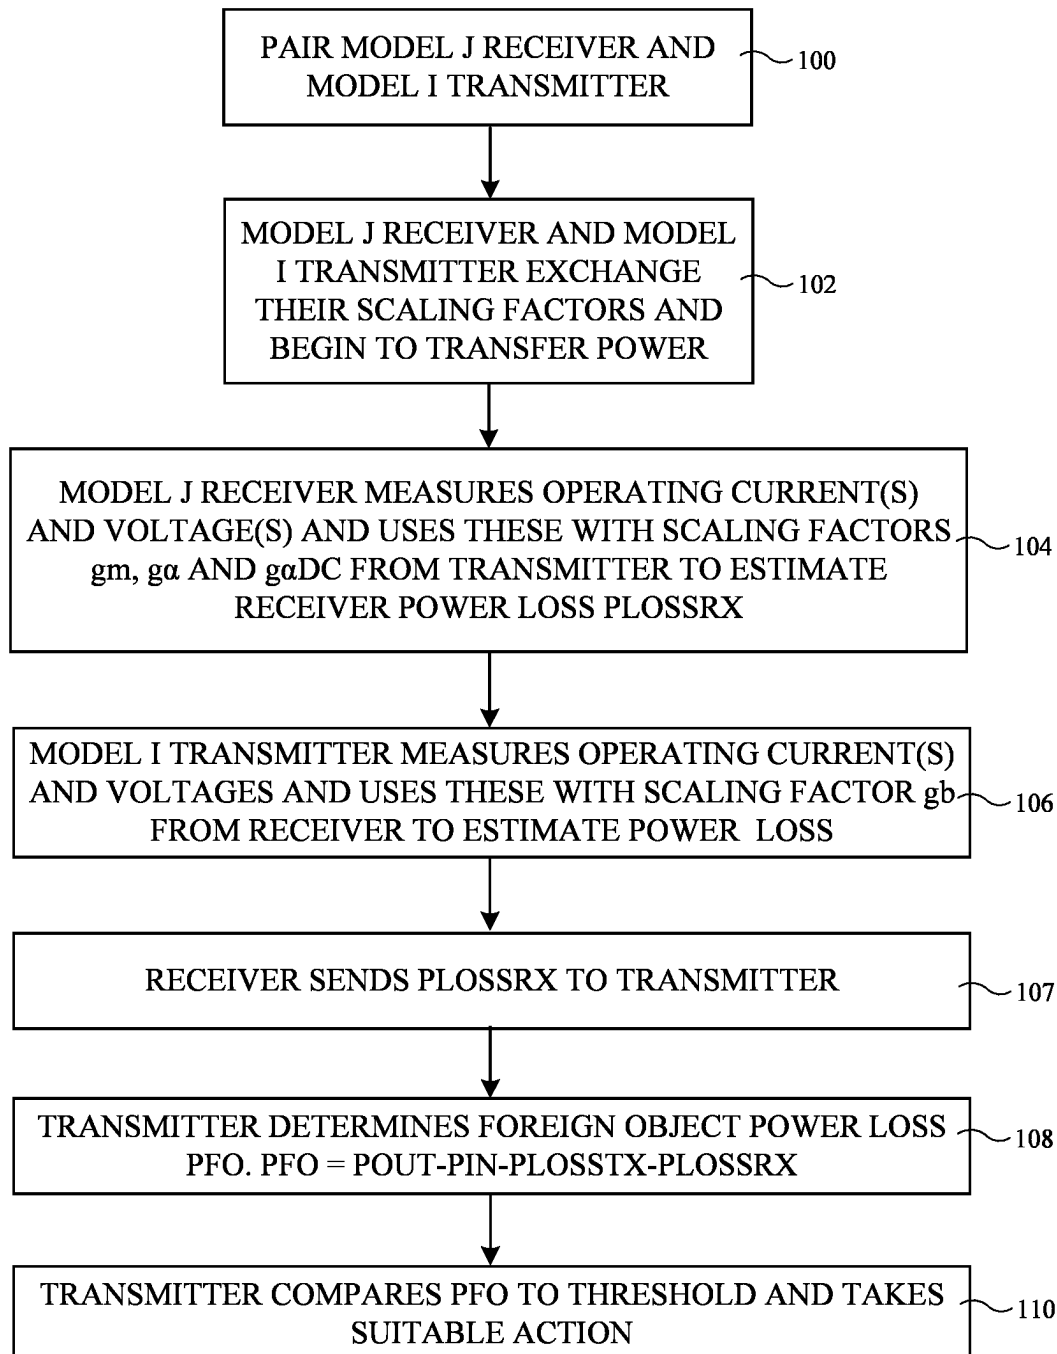 PAIR MODEL J RECEIVER AND
MODEL I TRANSMITTER
100
MODEL J RECEIVER AND MODEL
I TRANSMITTER EXCHANGE
THEIR SCALING FACTORS AND
BEGIN TO TRANSFER POWER
102
MODEL J RECEIVER MEASURES OPERATING CURRENT(S)
AND VOLTAGE(S) AND USES THESE WITH SCALING FACTORS
gm, gα AND gαDC FROM TRANSMITTER TO ESTIMATE
RECEIVER POWER LOSS PLOSSRX
104
MODEL I TRANSMITTER MEASURES OPERATING CURRENT(S)
AND VOLTAGES AND USES THESE WITH SCALING FACTOR gb
FROM RECEIVER TO ESTIMATE POWER LOSS
106
RECEIVER SENDS PLOSSRX TO TRANSMITTER
107
TRANSMITTER DETERMINES FOREIGN OBJECT POWER LOSS
PFO. PFO = POUT-PIN-PLOSSTX-PLOSSRX
108
TRANSMITTER COMPARES PFO TO THRESHOLD AND TAKES
SUITABLE ACTION
110